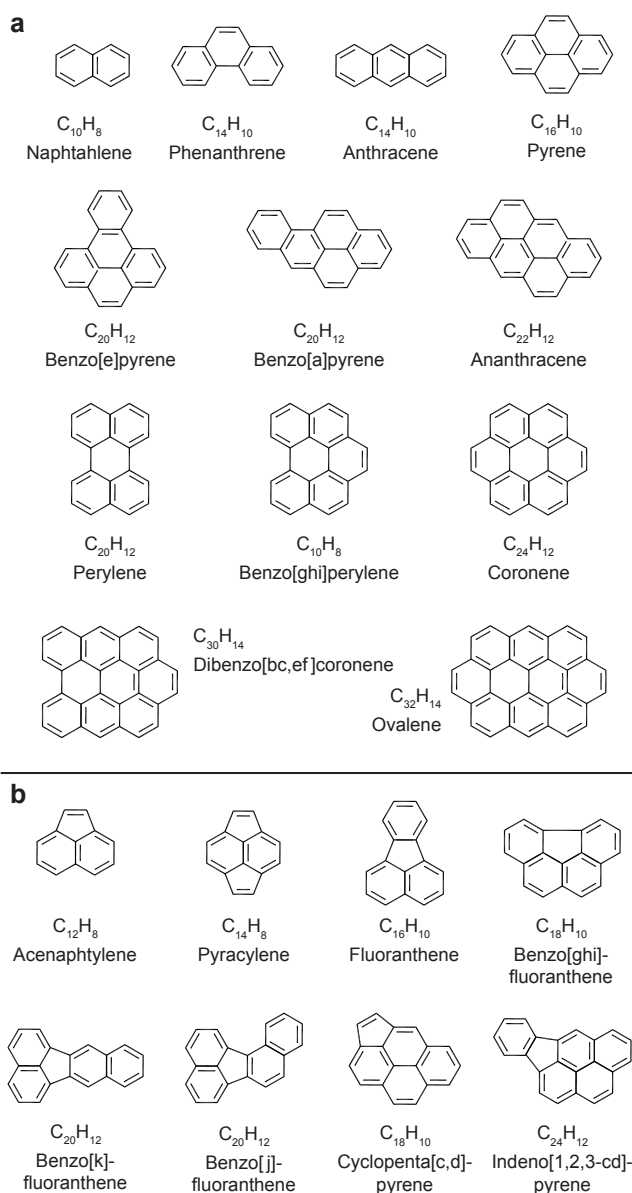 a
C10H8
Naphtahlene
C14H10
Phenanthrene
C14H10
Anthracene
C16H10
Pyrene
C20H12
Benzo[e]pyrene
C20H12
Benzo[a]pyrene
C22H12
Ananthracene
C20H12
Perylene
C10H8
Benzo[ghi]perylene
C24H12
Coronene
C30H14
Dibenzo[bc,ef]coronene
C32H14
Ovalene
b
C12H8
Acenaphtylene
C14H8
Pyracylene
C16H10
Fluoranthene
C18H10
Benzo[ghi]-
fluoranthene
C20H12
Benzo[k]-
fluoranthene
C20H12
Benzo[j]-
fluoranthene
C18H10
Cyclopenta[c,d]-
pyrene
C24H12
Indeno[1,2,3-cd]-
pyrene